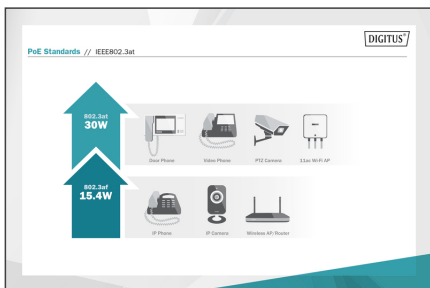 DIGITUS®
PoE Standards // IEEE802.3at
802.3at
30W
Door Phone
Video Phone
PTZ Camera
11ac Wi-Fi AP
802.3af
15.4W
IP Phone
IP Camera
Wireless AP/Router